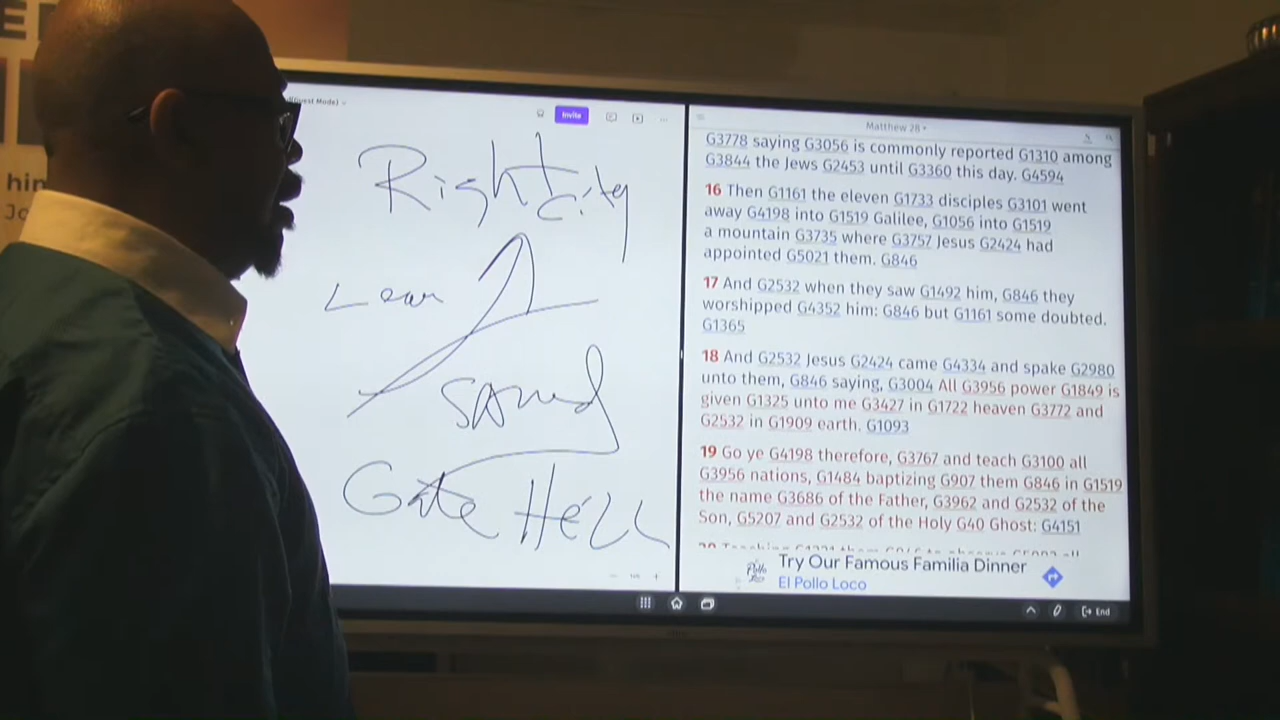 him
(Guest Mode)
Invite
Right
City
Lear
Saved
Gate Hell
Matthew 28
G3778 saying G3056 is commonly reported G1310 among
G3844 the Jews G2453 until G3360 this day. G4594
16 Then G1161 the eleven G1733 disciples G3101 went
away G4198 into G1519 Galilee, G1056 into G1519
a mountain G3735 where G3757 Jesus G2424 had
appointed G5021 them. G846
17 And G2532 when they saw G1492 him, G846 they
worshipped G4352 him: G846 but G1161 some doubted.
G1365
18 And G2532 Jesus G2424 came G4334 and spake G2980
unto them, G846 saying, G3004 All G3956 power G1849 is
given G1325 unto me G3427 in G1722 heaven G3772 and
G2532 in G1909 earth. G1093
19 Go ye G4198 therefore, G3767 and teach G3100 all
G3956 nations, G1484 baptizing G907 them G846 in G1519
the name G3686 of the Father, G3962 and G2532 of the
Son, G5207 and G2532 of the Holy G40 Ghost: G4151
Pollo
Try Our Famous Familia Dinner
El Pollo Loco
End